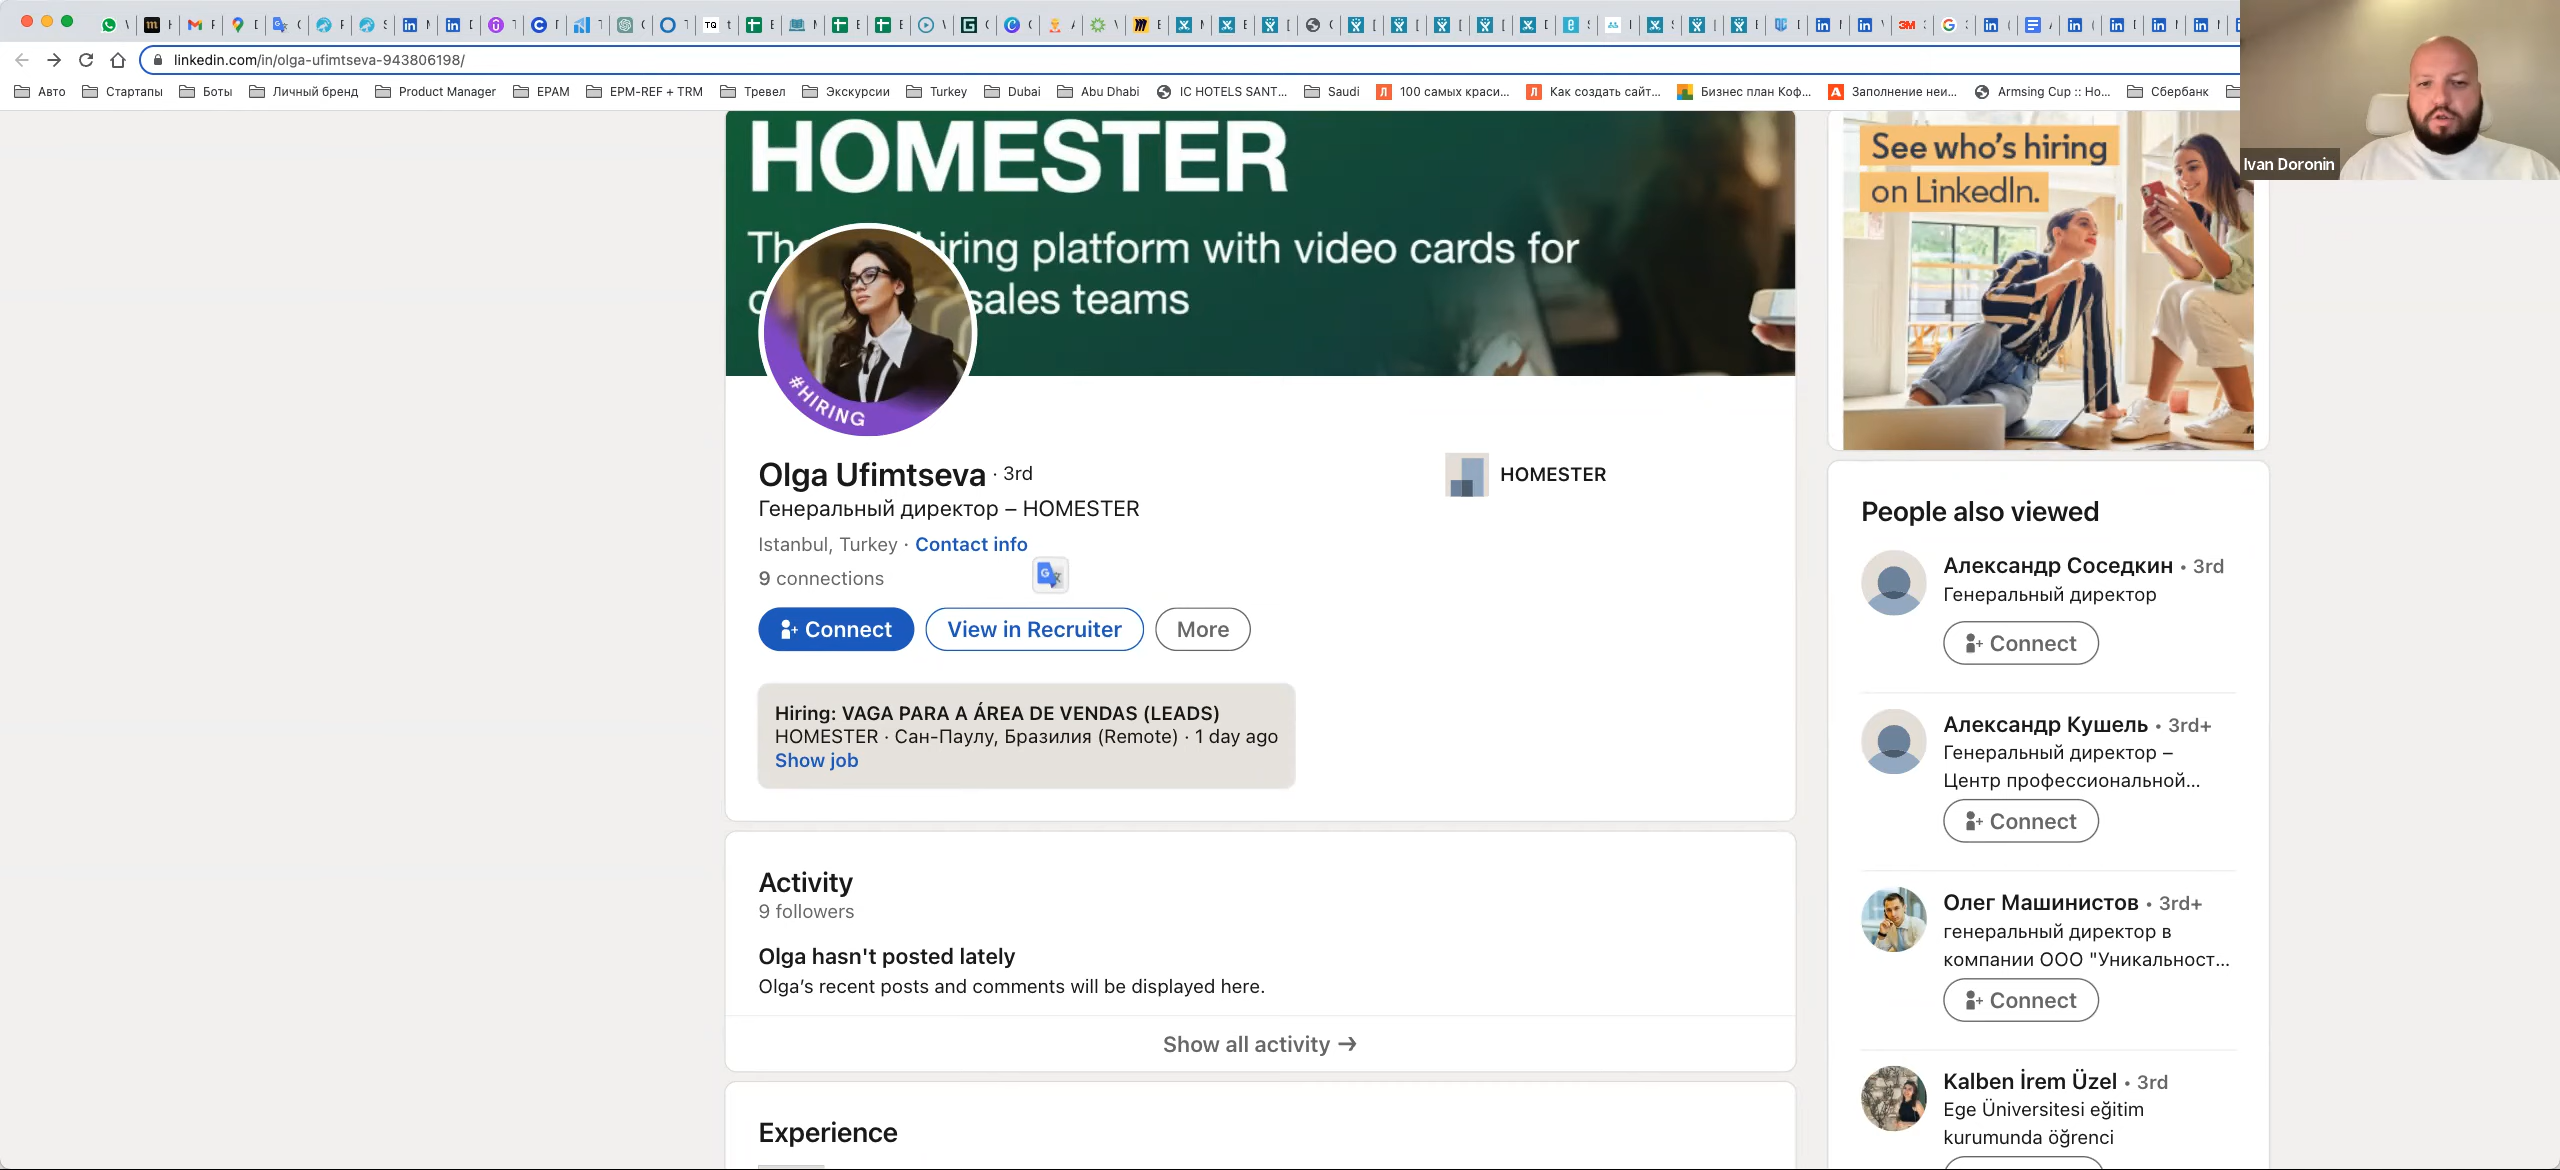 linkedin.com/in/olga-ufimtseva-943806198/
Авто Стартапы Боты Личный бренд Product Manager EPAM EPM-REF + TRM Тревел Экскурсии Turkey Dubai Abu Dhabi IC HOTELS SANT... Saudi 100 самых краси... Как создать сайт... Бизнес план Коф... Заполнение неи... Armsing Cup :: Ho... Сбербанк
Ivan Doronin
HOMESTER
hiring platform with video cards for
sales teams
#HIRING
Olga Ufimtseva · 3rd
Генеральный директор – HOMESTER
Istanbul, Turkey · Contact info
9 connections
HOMESTER
Connect
View in Recruiter
More
Hiring: VAGA PARA A ÁREA DE VENDAS (LEADS)
HOMESTER · Сан-Паулу, Бразилия (Remote) · 1 day ago
Show job
Activity
9 followers
Olga hasn't posted lately
Olga’s recent posts and comments will be displayed here.
Show all activity →
Experience
See who’s hiring
on LinkedIn.
People also viewed
Александр Соседкин • 3rd
Генеральный директор
Connect
Александр Кушель • 3rd+
Генеральный директор –
Центр профессиональной...
Connect
Олег Машинистов • 3rd+
генеральный директор в
компании ООО "Уникальност...
Connect
Kalben İrem Üzel • 3rd
Ege Üniversitesi eğitim
kurumunda öğrenci